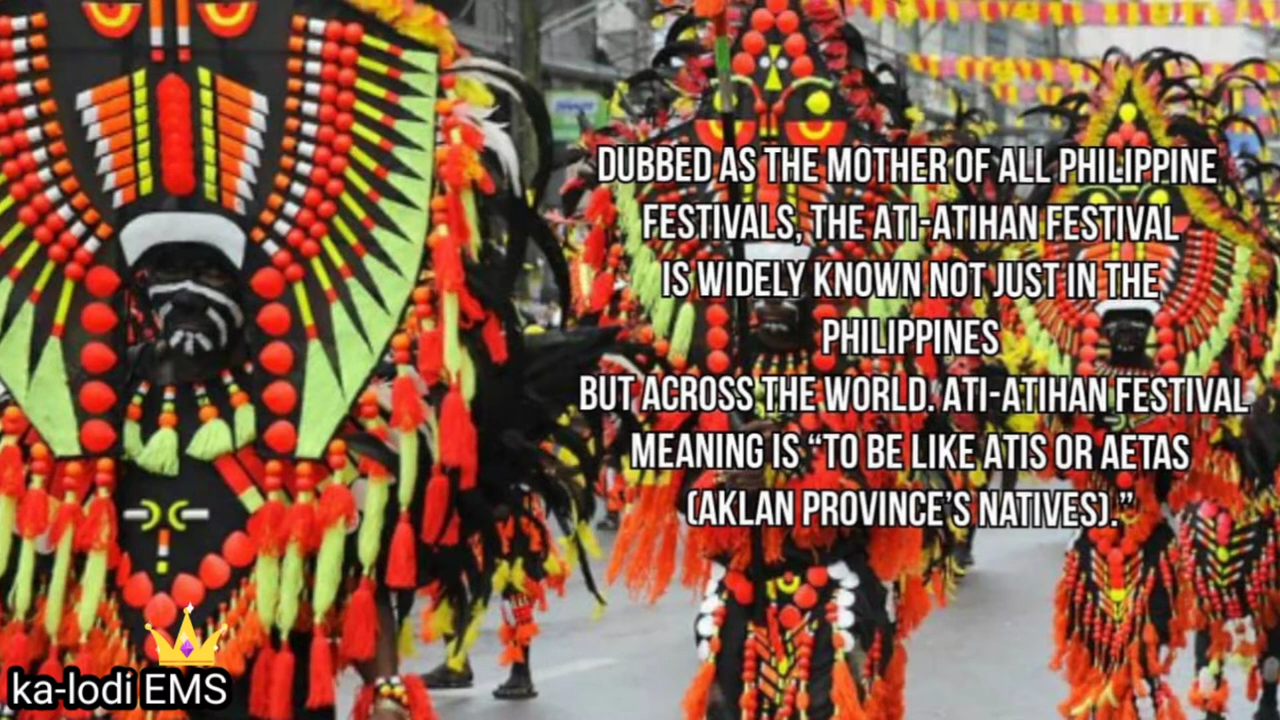 DUBBED AS THE MOTHER OF ALL PHILIPPINE
FESTIVALS, THE ATI-ATIHAN FESTIVAL
IS WIDELY KNOWN NOT JUST IN THE
PHILIPPINES
BUT ACROSS THE WORLD. ATI-ATIHAN FESTIVAL
MEANING IS “TO BE LIKE ATIS OR AETAS
(AKLAN PROVINCE’S NATIVES).”
ka-lodi EMS